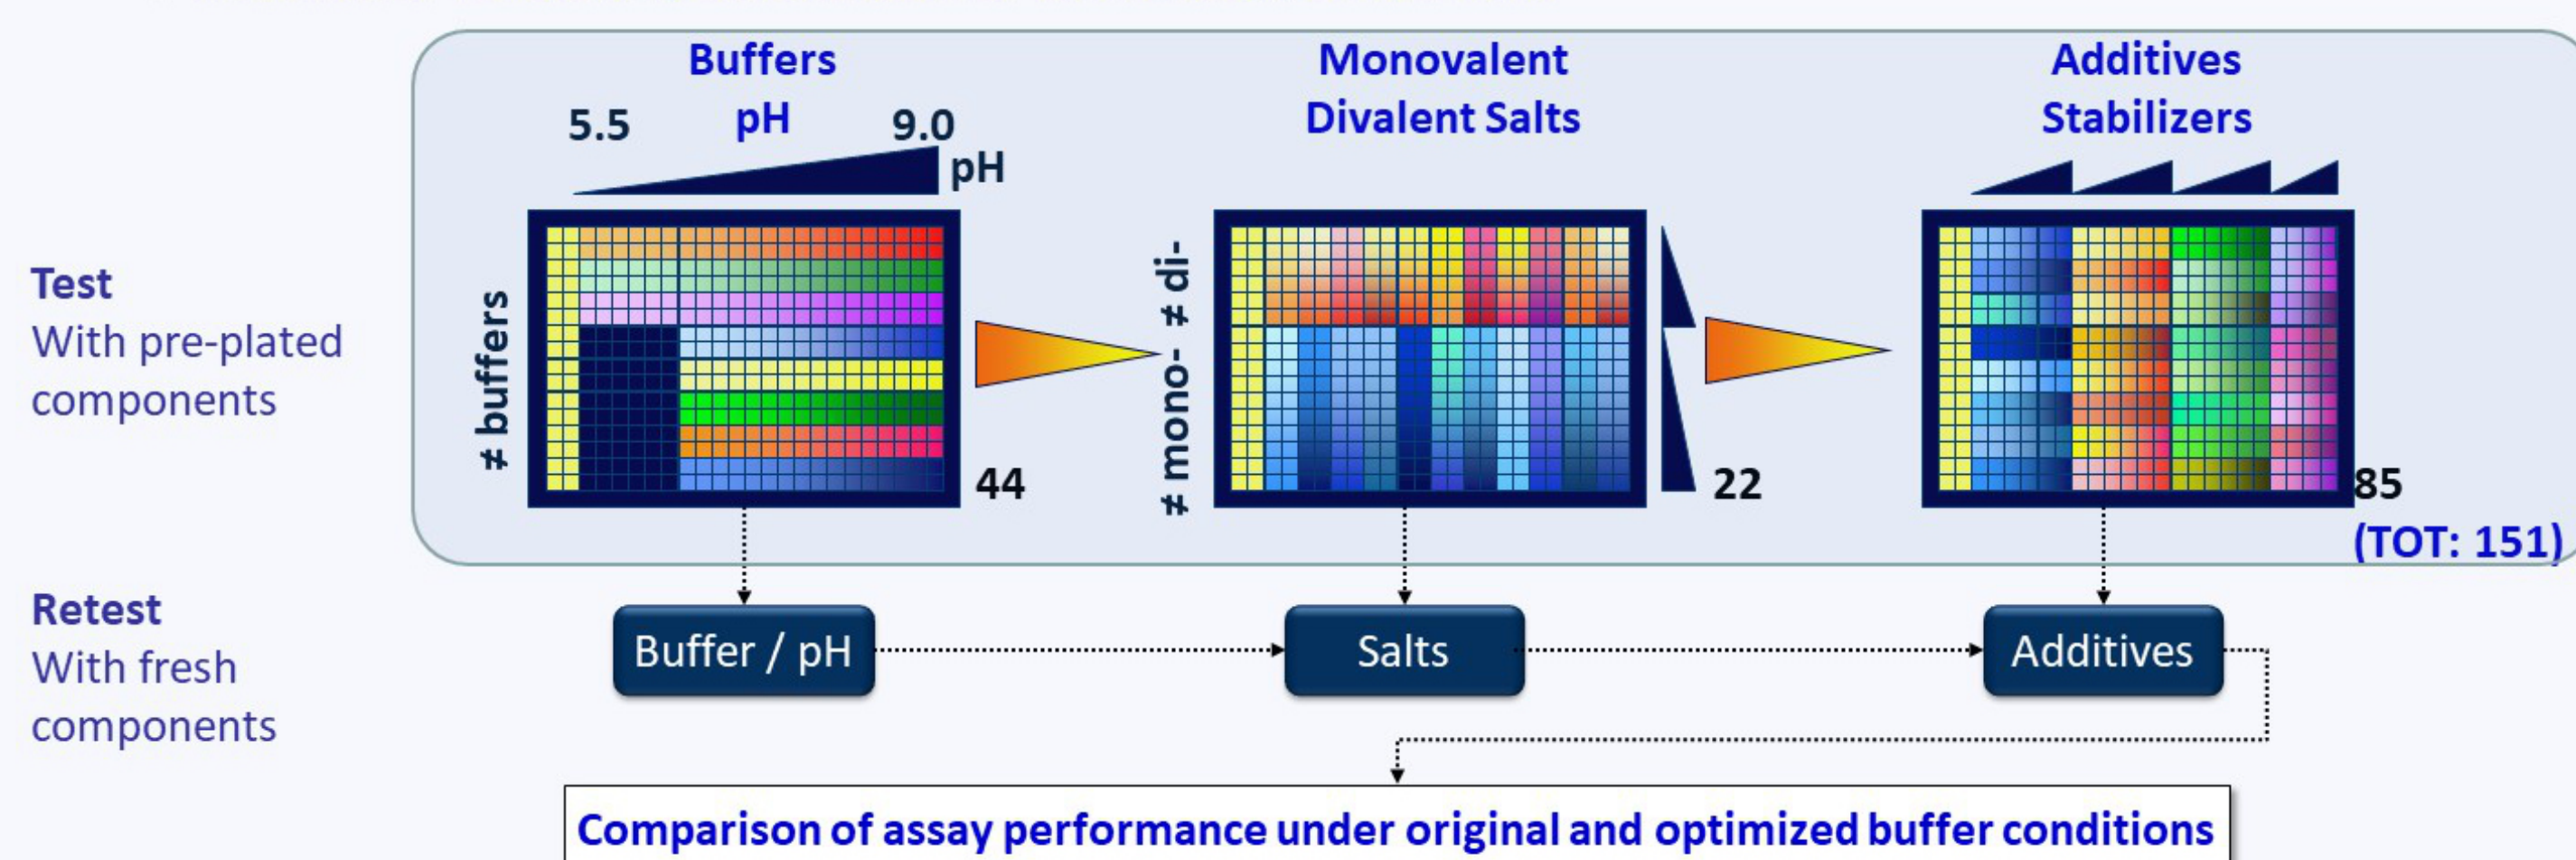 Buffers
pH
5.5
9.0
pH
≠ buffers
44
Monovalent
Divalent Salts
≠ mono- ≠ di-
22
Additives
Stabilizers
85
(TOT: 151)
Test
With pre-plated
components
Retest
With fresh
components
Buffer / pH
Salts
Additives
Comparison of assay performance under original and optimized buffer conditions